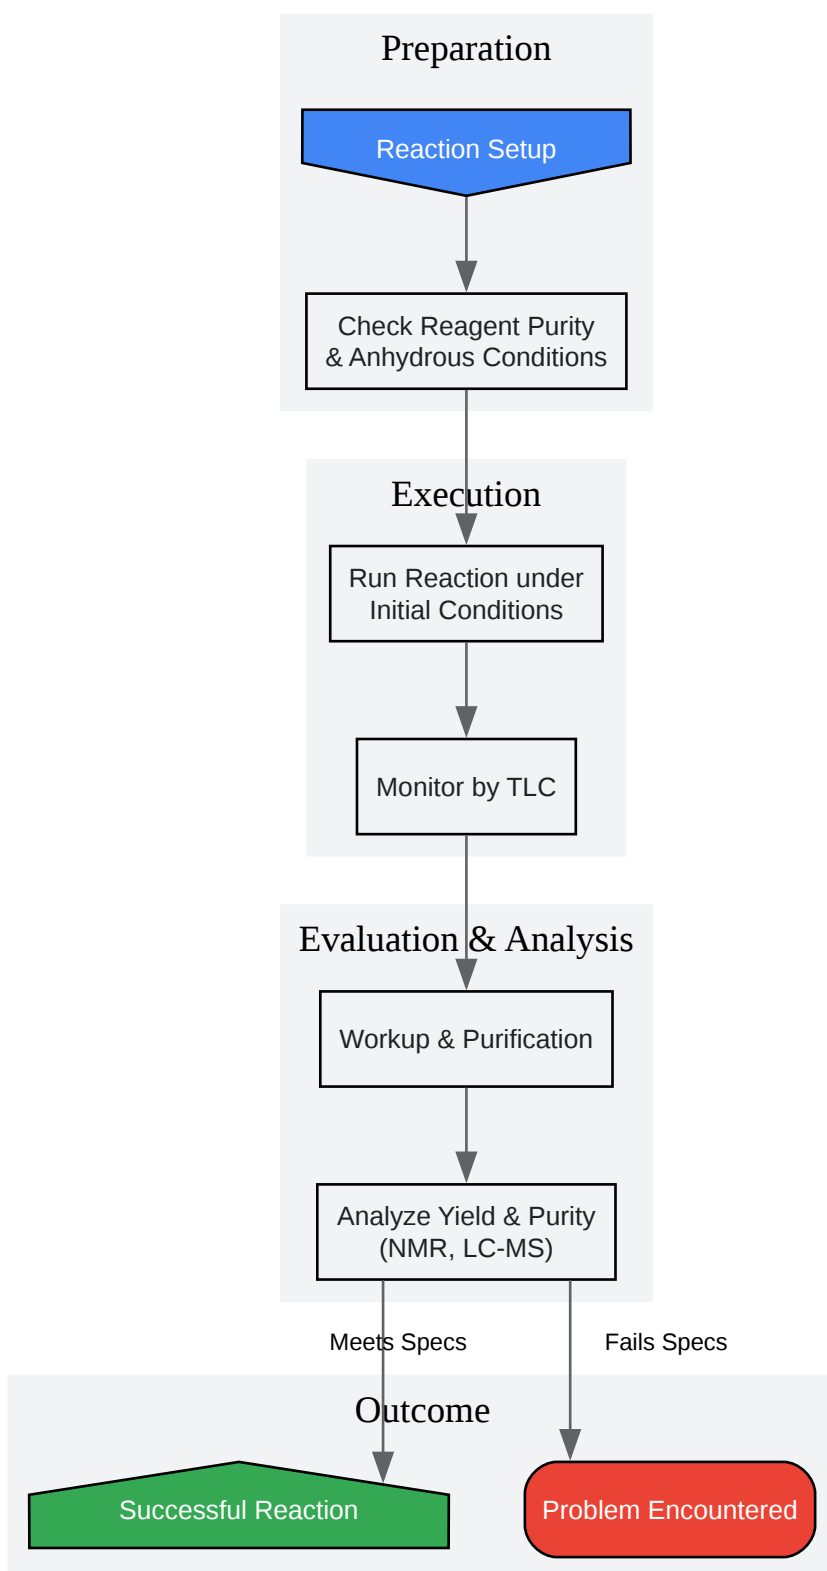 Preparation
Reaction Setup
Check Reagent Purity
& Anhydrous Conditions
Execution
Run Reaction under
Initial Conditions
Monitor by TLC
Evaluation & Analysis
Workup & Purification
Analyze Yield & Purity
(NMR, LC-MS)
Meets Specs
Fails Specs
Outcome
Successful Reaction
Problem Encountered